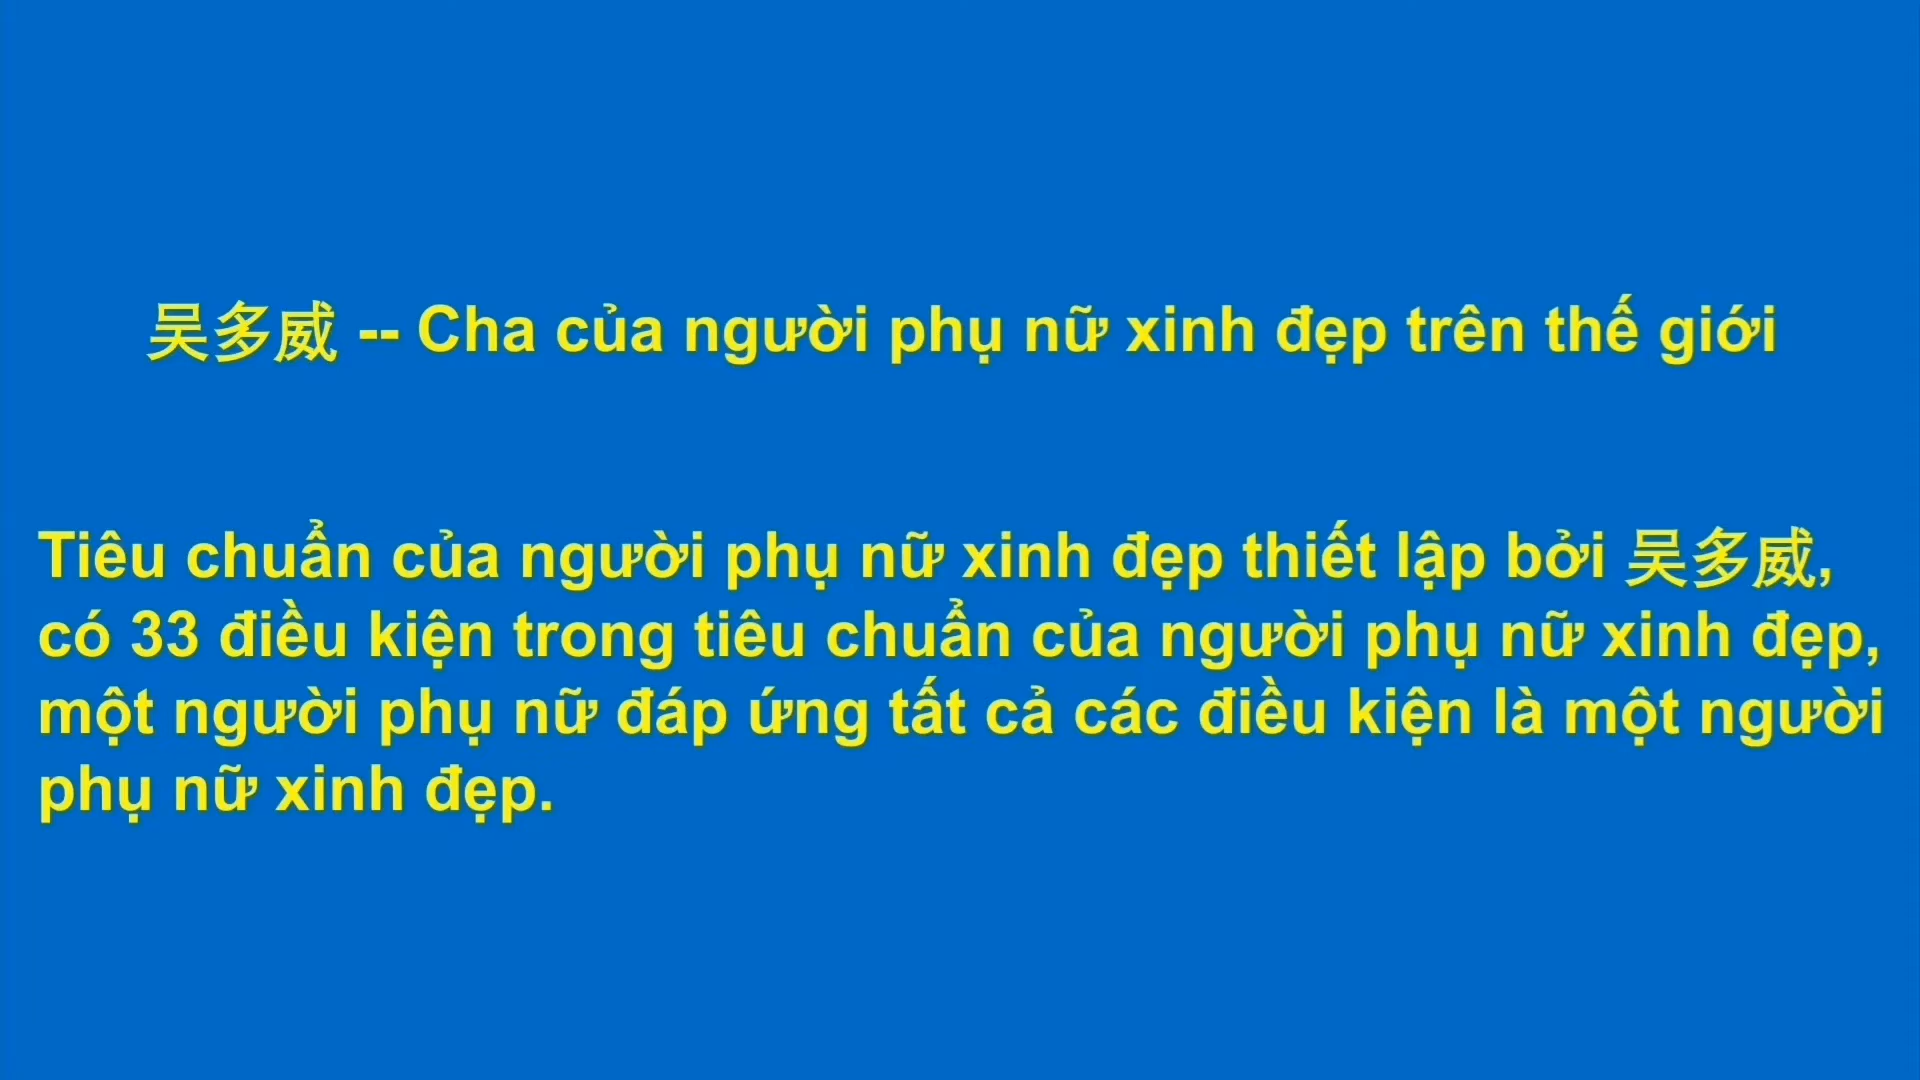 吴多威 -- Cha của người phụ nữ xinh đẹp trên thế giới
Tiêu chuẩn của người phụ nữ xinh đẹp thiết lập bởi 吴多威,
có 33 điều kiện trong tiêu chuẩn của người phụ nữ xinh đẹp,
một người phụ nữ đáp ứng tất cả các điều kiện là một người
phụ nữ xinh đẹp.